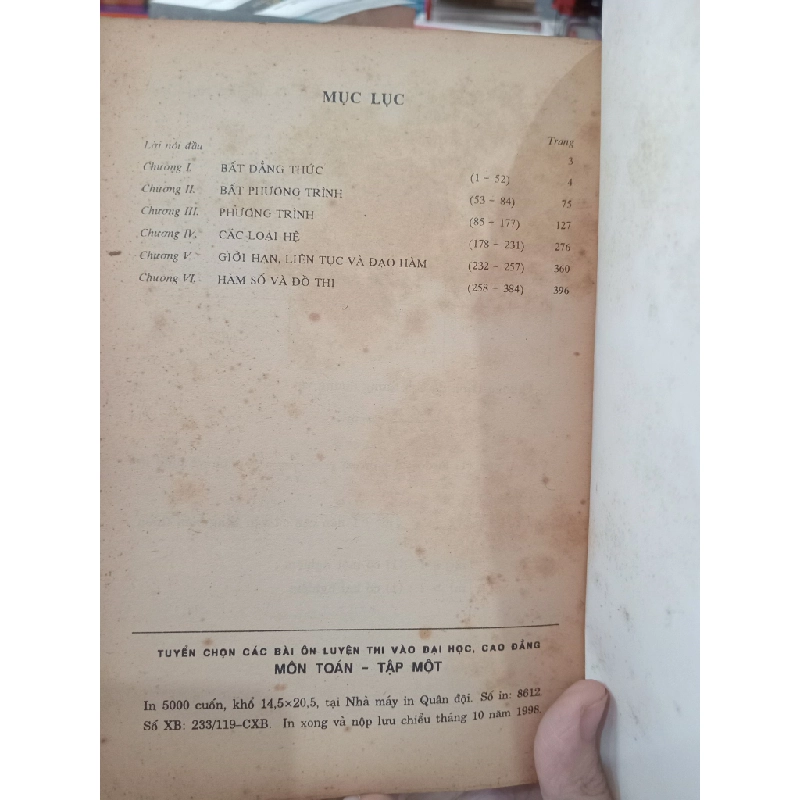 MỤC LỤC
Trang
Lời nói đầu 3
Chương I. BẤT ĐẲNG THỨC (1 - 52) 4
Chương II. BẤT PHƯƠNG TRÌNH (53 - 84) 75
Chương III. PHƯƠNG TRÌNH (85 - 177) 127
Chương IV. CÁC LOẠI HỆ (178 - 231) 276
Chương V. GIỚI HẠN, LIÊN TỤC VÀ ĐẠO HÀM (232 - 257) 360
Chương VI. HÀM SỐ VÀ ĐỒ THỊ (258 - 384) 396
TUYỂN CHỌN CÁC BÀI ÔN LUYỆN THI VÀO ĐẠI HỌC, CAO ĐẲNG
MÔN TOÁN - TẬP MỘT
In 5000 cuốn, khổ 14,5×20,5, tại Nhà máy in Quân đội. Số in: 8612.
Số XB: 233/119-CXB. In xong và nộp lưu chiểu tháng 10 năm 1998.